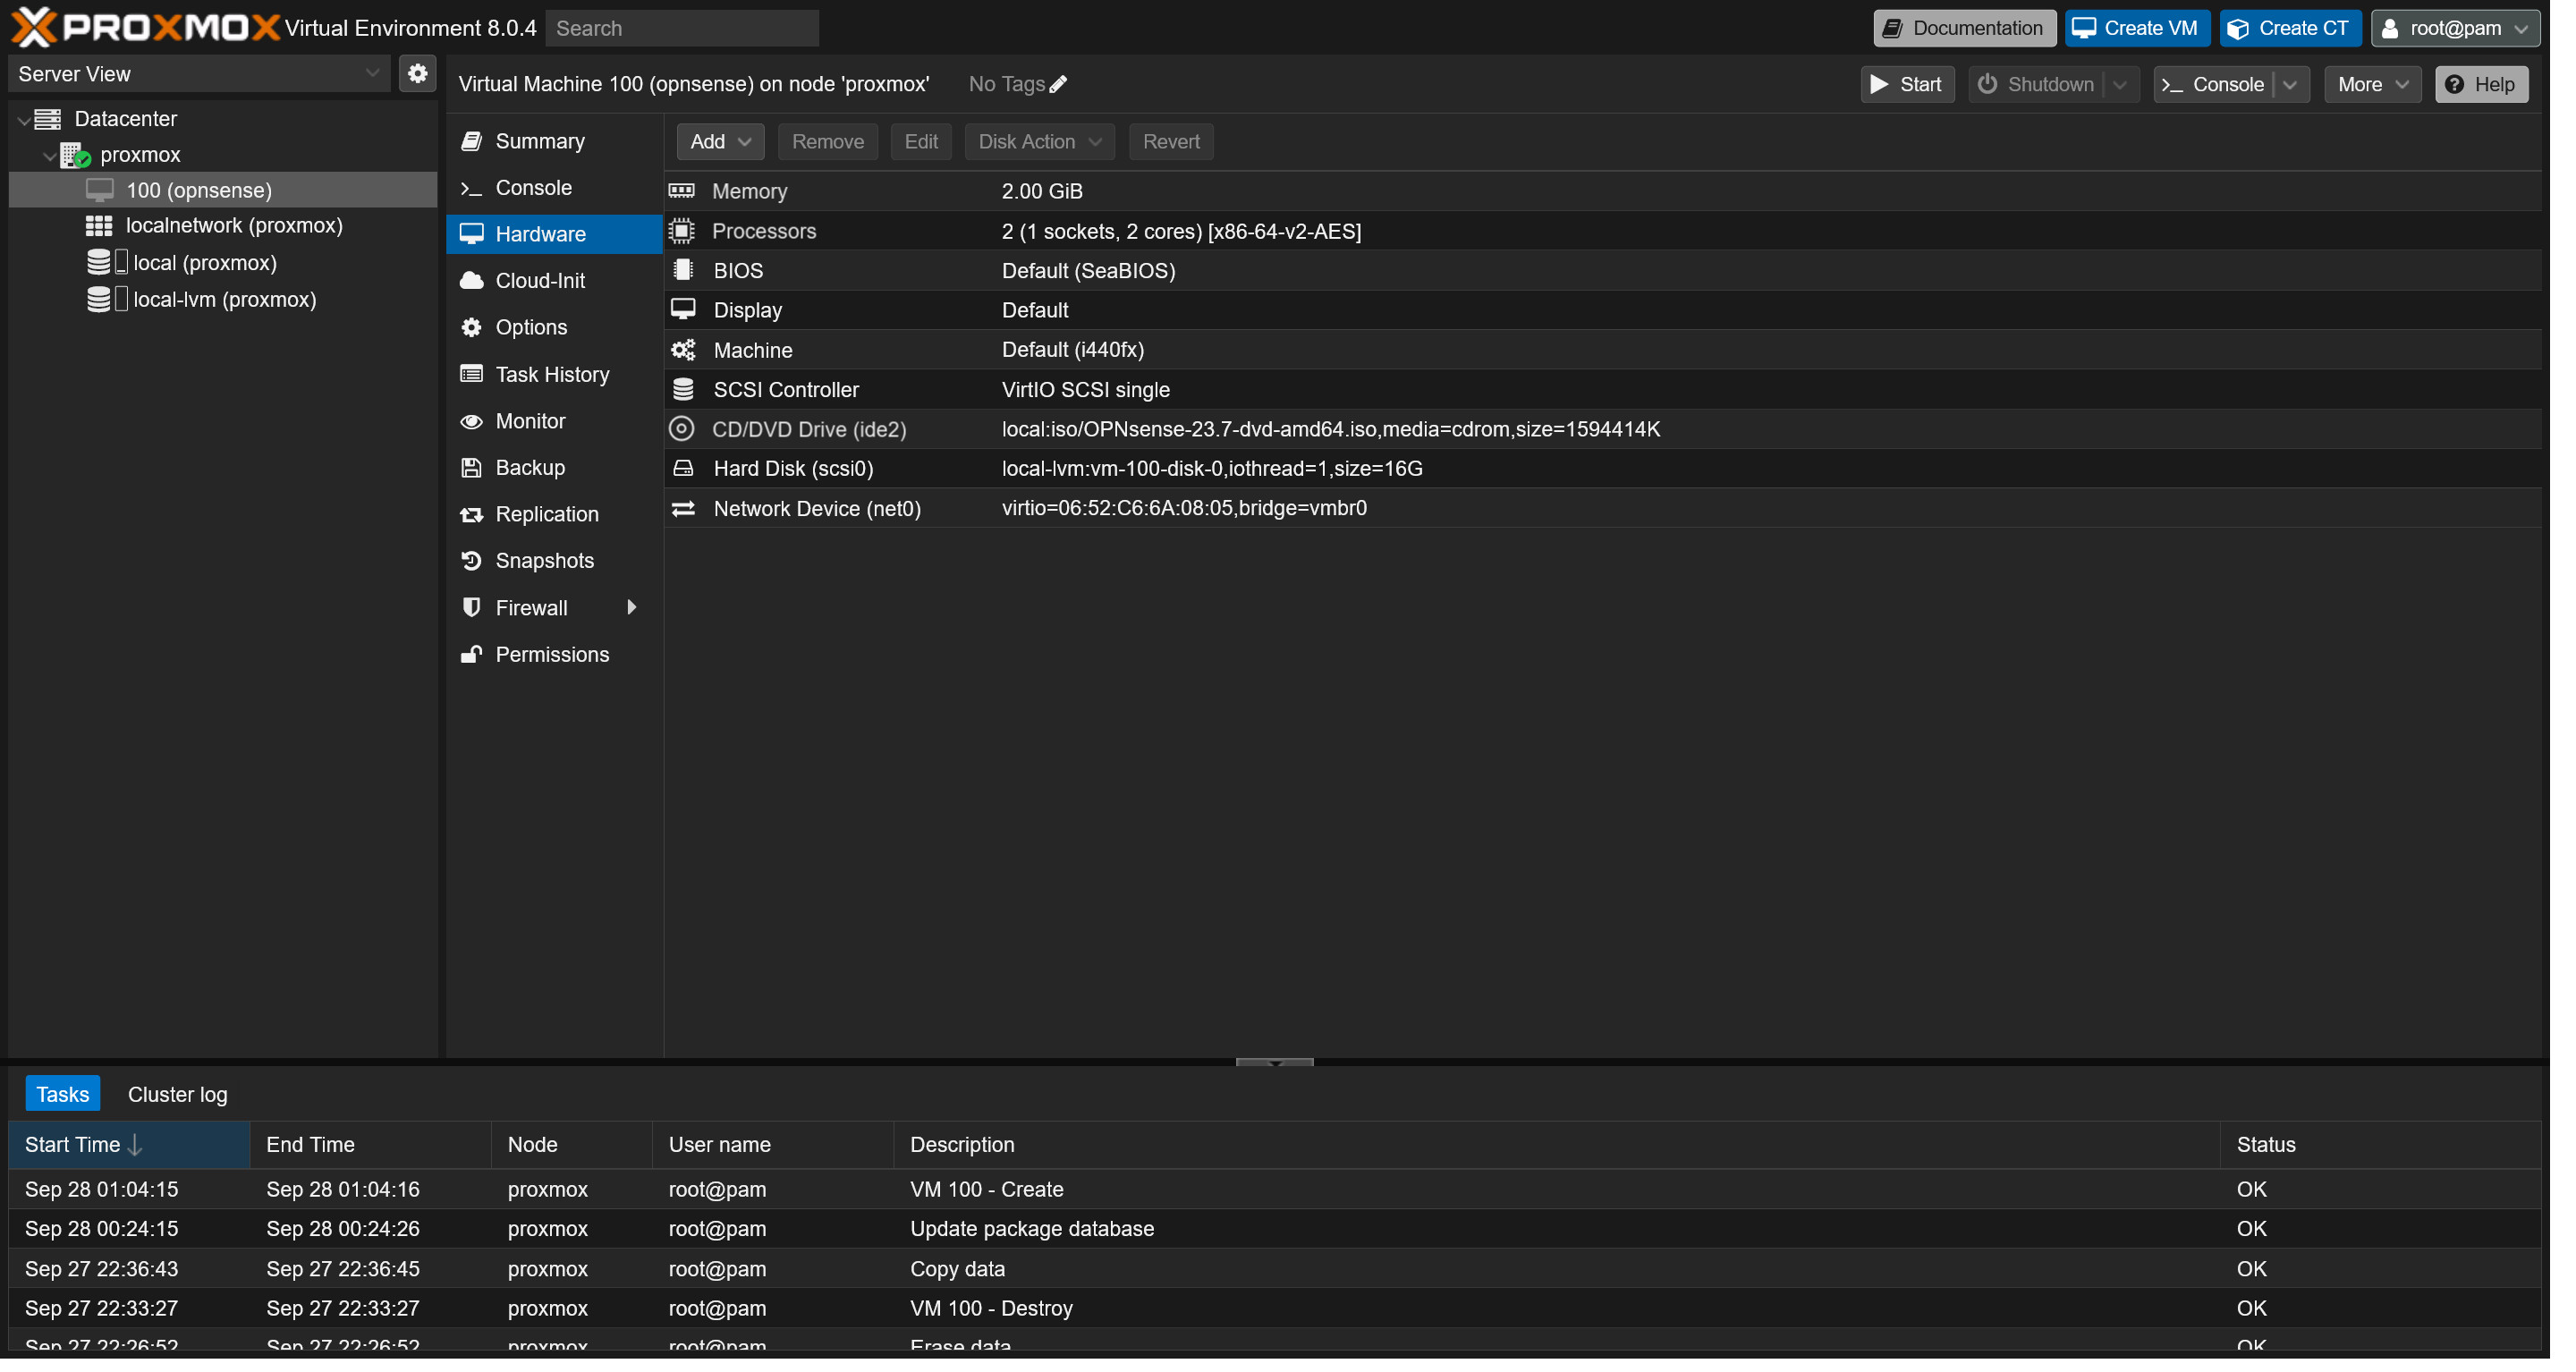 PROXMOX Virtual Environment 8.0.4 Search Documentation Create VM Create CT root@pam
Server View
Virtual Machine 100 (opnsense) on node 'proxmox' No Tags Start Shutdown Console More Help
Datacenter
proxmox
100 (opnsense)
localnetwork (proxmox)
local (proxmox)
local-lvm (proxmox)
Summary
Console
Hardware
Cloud-Init
Options
Task History
Monitor
Backup
Replication
Snapshots
Firewall
Permissions
Add Remove Edit Disk Action Revert
Memory 2.00 GiB
Processors 2 (1 sockets, 2 cores) [x86-64-v2-AES]
BIOS Default (SeaBIOS)
Display Default
Machine Default (i440fx)
SCSI Controller VirtIO SCSI single
CD/DVD Drive (ide2) local:iso/OPNsense-23.7-dvd-amd64.iso,media=cdrom,size=1594414K
Hard Disk (scsi0) local-lvm:vm-100-disk-0,iothread=1,size=16G
Network Device (net0) virtio=06:52:C6:6A:08:05,bridge=vmbr0
Tasks Cluster log
Start Time End Time Node User name Description Status
Sep 28 01:04:15 Sep 28 01:04:16 proxmox root@pam VM 100 - Create OK
Sep 28 00:24:15 Sep 28 00:24:26 proxmox root@pam Update package database OK
Sep 27 22:36:43 Sep 27 22:36:45 proxmox root@pam Copy data OK
Sep 27 22:33:27 Sep 27 22:33:27 proxmox root@pam VM 100 - Destroy OK
Sep 27 22:26:52 Sep 27 22:26:52 proxmox root@pam Erase data OK